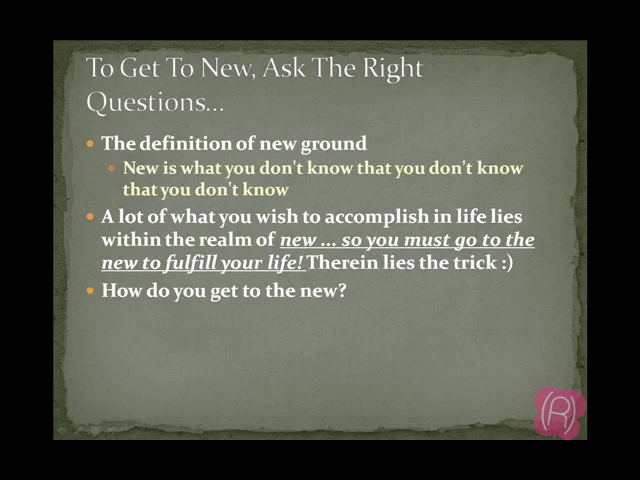 To Get To New, Ask The Right
Questions...
The definition of new ground
New is what you don't know that you don't know
that you don't know
A lot of what you wish to accomplish in life lies
within the realm of new ... so you must go to the
new to fulfill your life! Therein lies the trick :)
How do you get to the new?
(R)